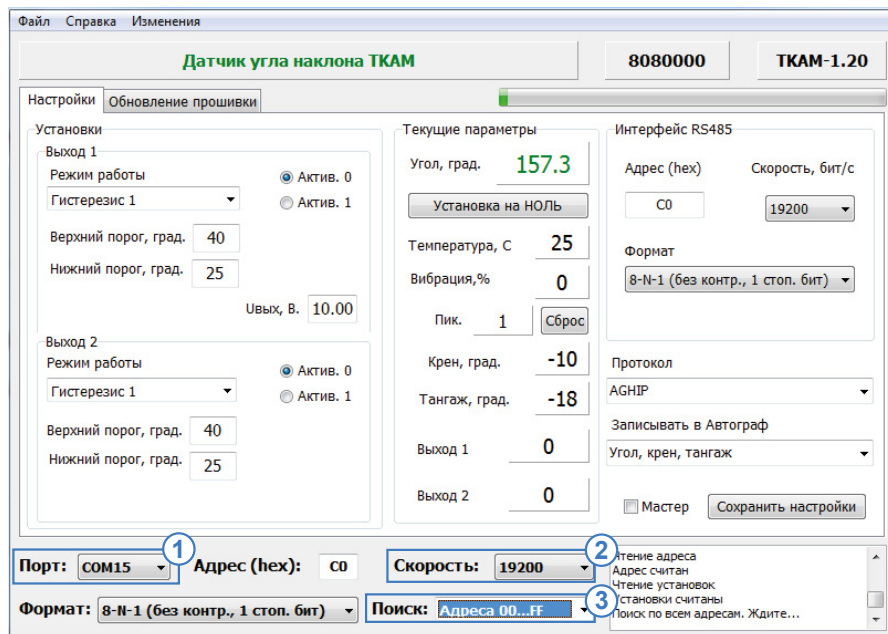 Файл Справка Изменения
Датчик угла наклона ТКАМ
8080000
ТКАМ-1.20
Настройки
Обновление прошивки
Установки
Выход 1
Режим работы
Гистерезис 1
Актив. 0
Актив. 1
Верхний порог, град. 40
Нижний порог, град. 25
Uвых, В. 10.00
Выход 2
Режим работы
Гистерезис 1
Актив. 0
Актив. 1
Верхний порог, град. 40
Нижний порог, град. 25
Текущие параметры
Угол, град. 157.3
Установка на НОЛЬ
Температура, С 25
Вибрация,% 0
Пик. 1 Сброс
Крен, град. -10
Тангаж, град. -18
Выход 1 0
Выход 2 0
Интерфейс RS485
Адрес (hex) Скорость, бит/с
C0 19200
Формат
8-N-1 (без контр., 1 стоп. бит)
Протокол
AGHIP
Записывать в Автограф
Угол, крен, тангаж
Мастер Сохранить настройки
1
2
Порт: COM15 Адрес (hex): C0 Скорость: 19200
3
Формат: 8-N-1 (без контр., 1 стоп. бит) Поиск: Адреса 00...FF
Чтение адреса
Адрес считан
Чтение установок
Установки считаны
Поиск по всем адресам. Ждите...